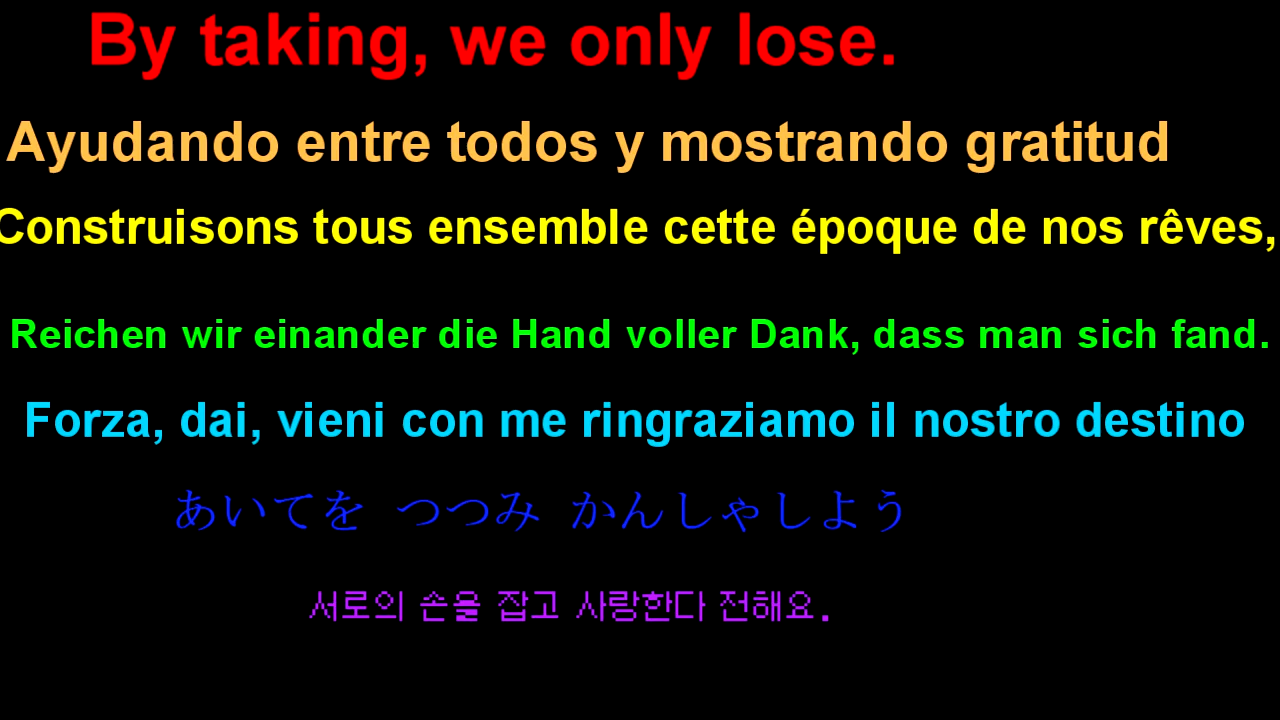 By taking, we only lose.
Ayudando entre todos y mostrando gratitud
Construisons tous ensemble cette époque de nos rêves,
Reichen wir einander die Hand voller Dank, dass man sich fand.
Forza, dai, vieni con me ringraziamo il nostro destino
あいてを つつみ かんしゃしよう
서로의 손을 잡고 사랑한다 전해요.